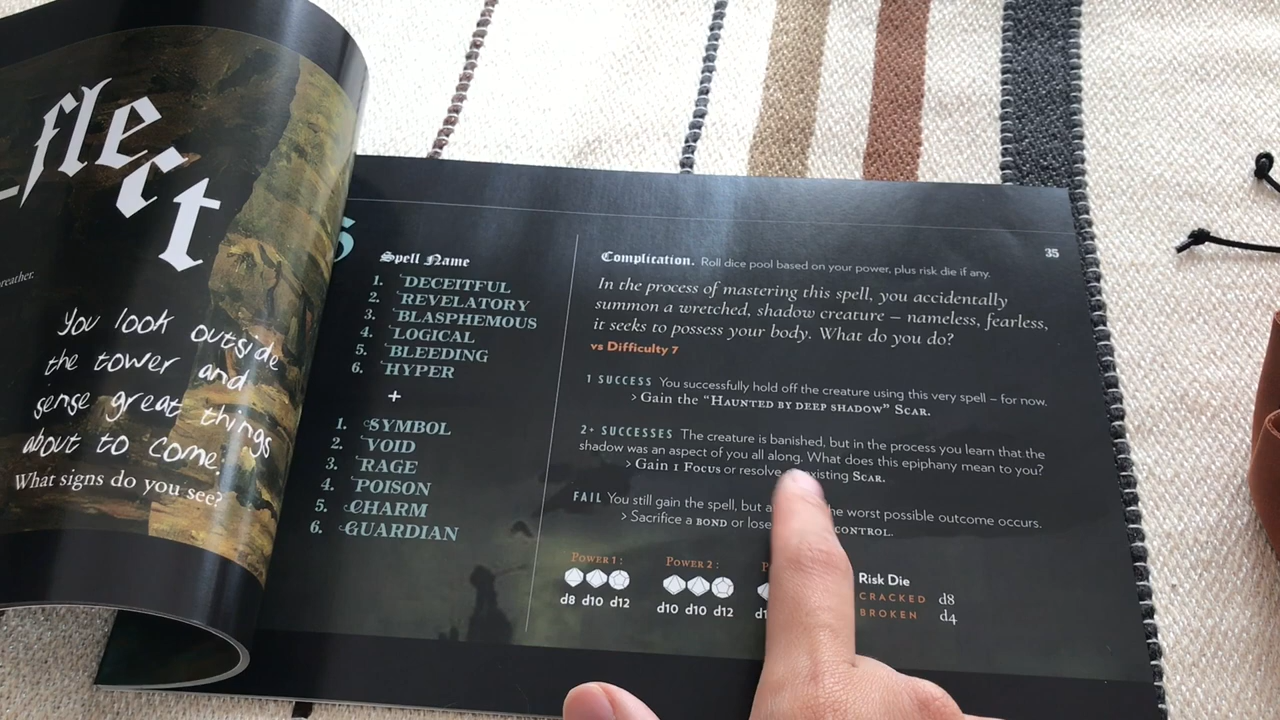 flect
breather.
You look outside
the tower and
sense great things
about to come.
What signs do you see?
Spell Name
1. DECEITFUL
2. REVELATORY
3. BLASPHEMOUS
4. LOGICAL
5. BLEEDING
6. HYPER
+
1. SYMBOL
2. VOID
3. RAGE
4. POISON
5. CHARM
6. GUARDIAN
35
Complication. Roll dice pool based on your power, plus risk die if any.
In the process of mastering this spell, you accidentally
summon a wretched, shadow creature – nameless, fearless,
it seeks to possess your body. What do you do?
vs Difficulty 7
1 SUCCESS You successfully hold off the creature using this very spell – for now.
> Gain the “HAUNTED BY DEEP SHADOW” SCAR.
2+ SUCCESSES The creature is banished, but in the process you learn that the
shadow was an aspect of you all along. What does this epiphany mean to you?
> Gain 1 Focus or resolve existing SCAR.
FAIL You still gain the spell, but the worst possible outcome occurs.
> Sacrifice a BOND or lose CONTROL.
POWER 1:
d8 d10 d12
POWER 2:
d10 d10 d12
Risk Die
CRACKED d8
BROKEN d4